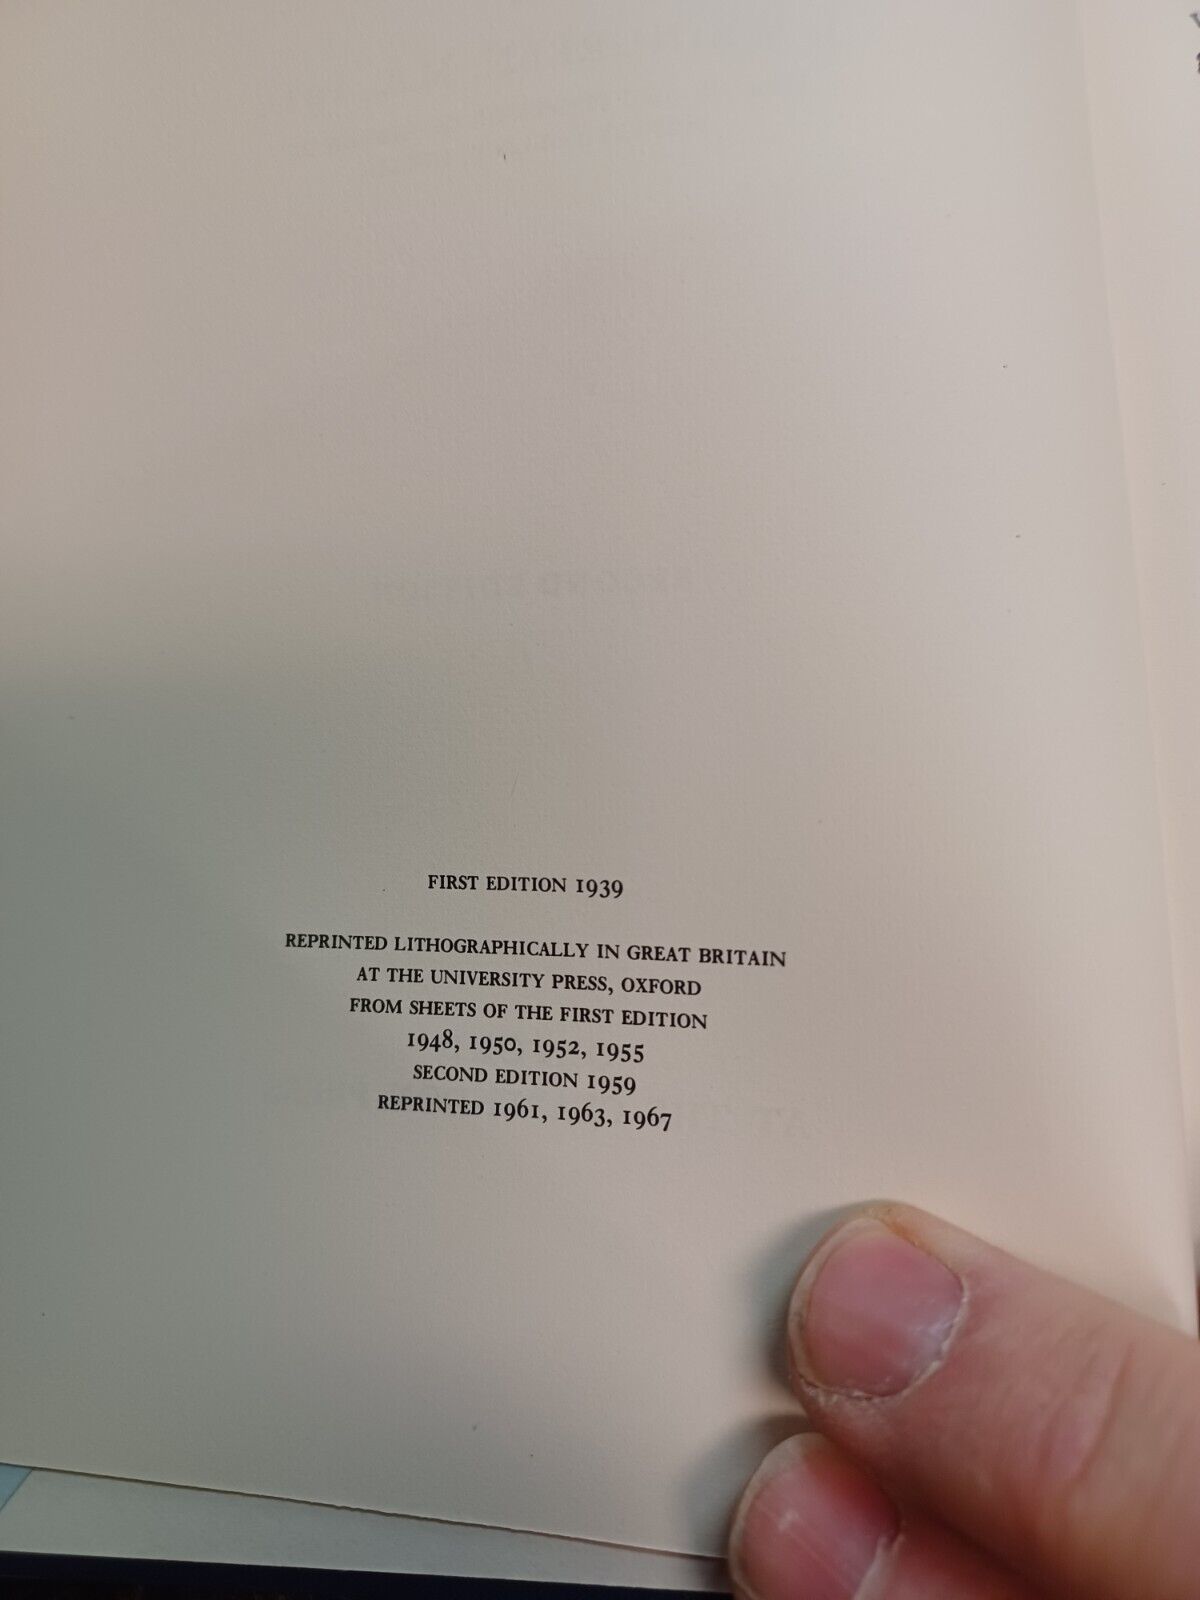 FIRST EDITION 1939
REPRINTED LITHOGRAPHICALLY IN GREAT BRITAIN
AT THE UNIVERSITY PRESS, OXFORD
FROM SHEETS OF THE FIRST EDITION
1948, 1950, 1952, 1955
SECOND EDITION 1959
REPRINTED 1961, 1963, 1967